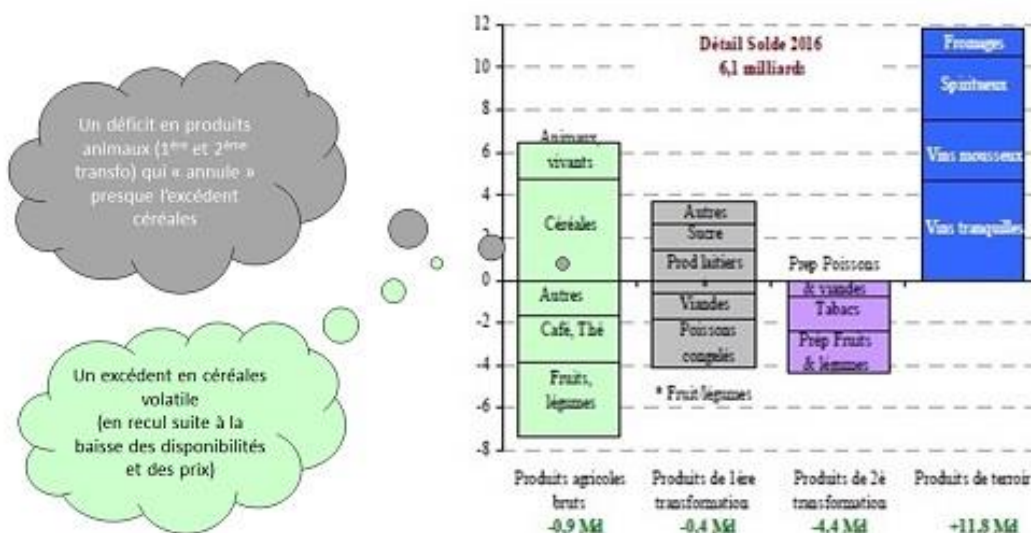 Un déficit en produits
animaux (1ère et 2ème
transfo) qui « annule »
presque l'excédent
céréales
Un excédent en céréales
volatile
(en recul suite à la
baisse des disponibilités
et des prix)
Détail Solde 2016
6,1 milliards
12
10
8
6
4
2
0
-2
-4
-6
-8
Animaux,
vivants
Céréales
Autres
Café, Thé
Fruits,
légumes
Autres
Sucre
Prod laitiers
*
Viandes
Poissons
congelés
* Fruit/légumes
Prep Poissons
& viandes
Tabacs
Prép Fruits
& légumes
Fromages
Spiritueux
Vins mousseux
Vins tranquilles
Produits agricoles
bruts
-0.9 Md
Produits de 1ère
transformation
-0.4 Md
Produits de 2è
transformation
-4.4 Md
Produits de terroir
+11.8 Md